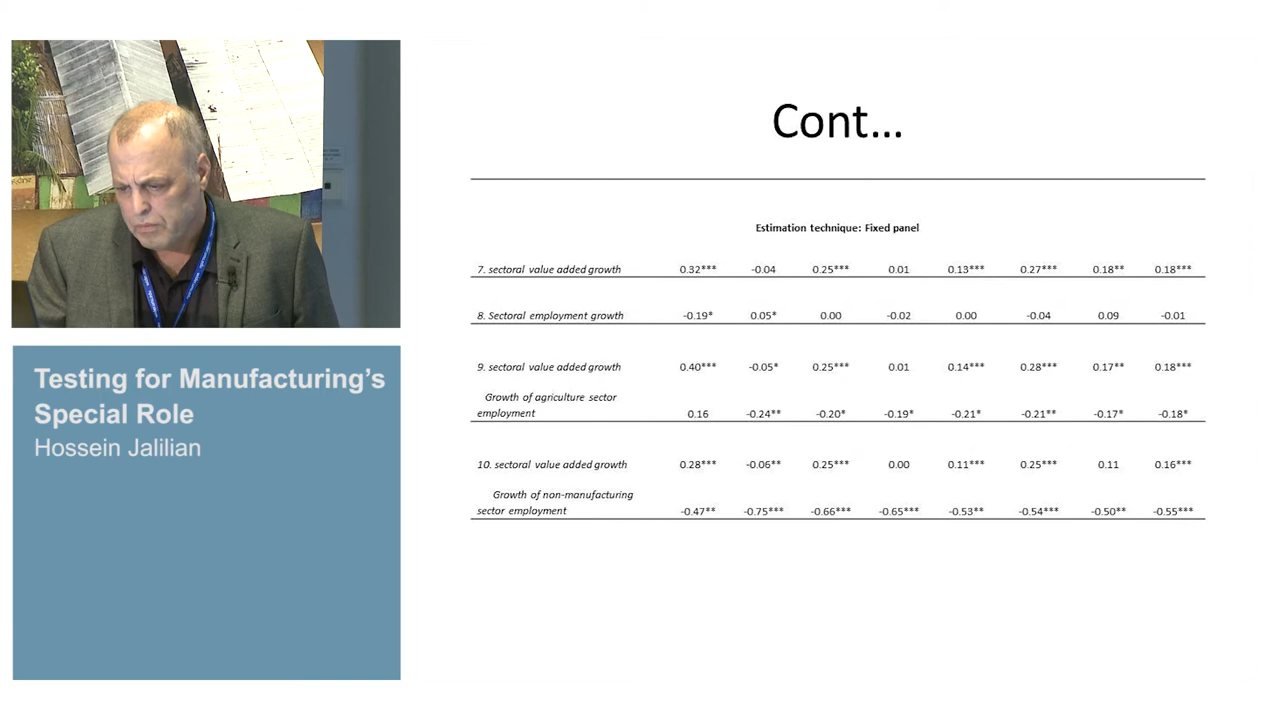 Testing for Manufacturing's
Special Role
Hossein Jalilian
Cont...
Estimation technique: Fixed panel
7. sectoral value added growth 0.32*** -0.04 0.25*** 0.01 0.13*** 0.27*** 0.18** 0.18***
8. Sectoral employment growth -0.19* 0.05* 0.00 -0.02 0.00 -0.04 0.09 -0.01
9. sectoral value added growth 0.40*** -0.05* 0.25*** 0.01 0.14*** 0.28*** 0.17** 0.18***
Growth of agriculture sector
employment 0.16 -0.24** -0.20* -0.19* -0.21* -0.21** -0.17* -0.18*
10. sectoral value added growth 0.28*** -0.06** 0.25*** 0.00 0.11*** 0.25*** 0.11 0.16***
Growth of non-manufacturing
sector employment -0.47** -0.75*** -0.66*** -0.65*** -0.53** -0.54*** -0.50** -0.55***